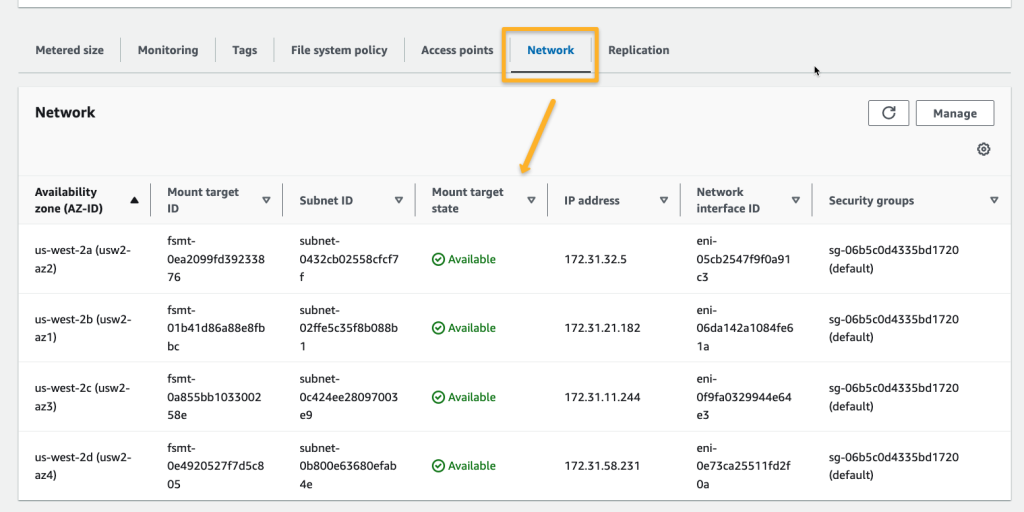 Metered size Monitoring Tags File system policy Access points Network Replication
Network
Manage
Availability zone (AZ-ID) Mount target ID Subnet ID Mount target state IP address Network interface ID Security groups
us-west-2a (usw2-az2) fsmt-0ea2099fd39233876 subnet-0432cb02558cfcf7f Available 172.31.32.5 eni-05cb2547f9f0a91c3 sg-06b5c0d4335bd1720 (default)
us-west-2b (usw2-az1) fsmt-01b41d86a88e8fbbc subnet-02ffe5c35f8b088b1 Available 172.31.21.182 eni-06da142a1084fe61a sg-06b5c0d4335bd1720 (default)
us-west-2c (usw2-az3) fsmt-0a855bb103300258e subnet-0c424ee28097003e9 Available 172.31.11.244 eni-0f9fa0329944e64e3 sg-06b5c0d4335bd1720 (default)
us-west-2d (usw2-az4) fsmt-0e4920527f7d5c805 subnet-0b800e63680efab4e Available 172.31.58.231 eni-0e73ca25511fd2f0a sg-06b5c0d4335bd1720 (default)